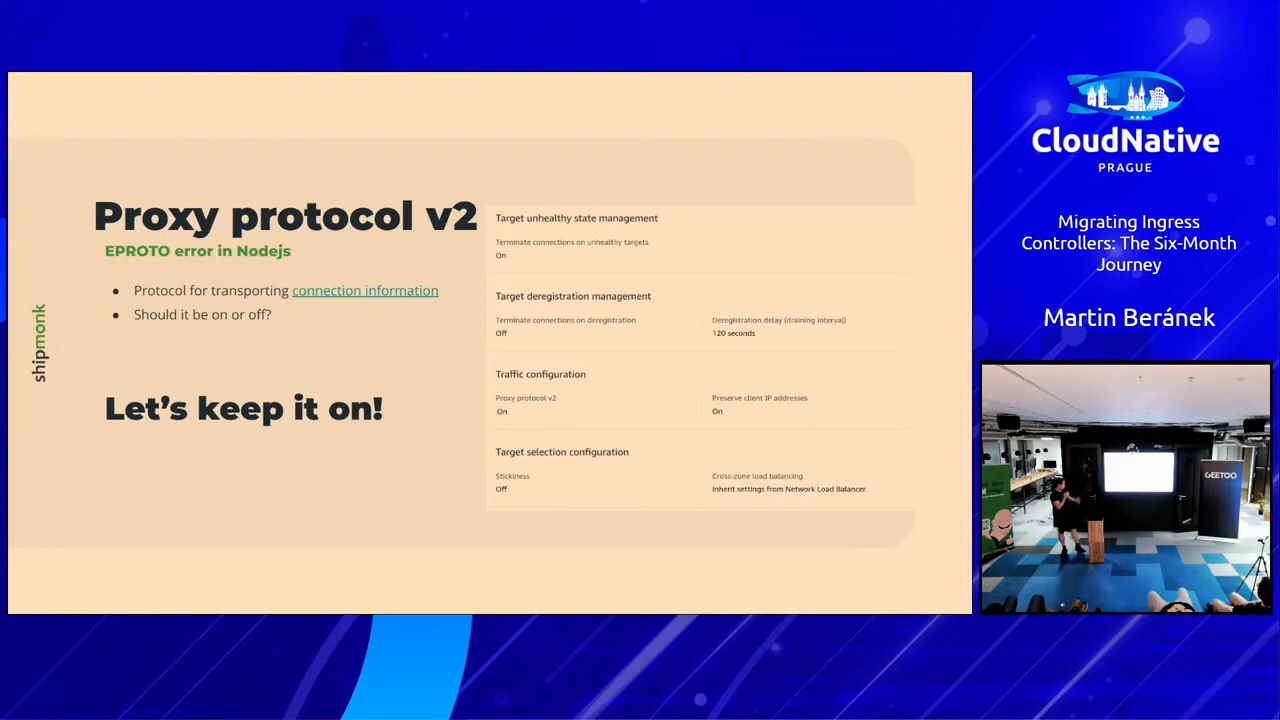 Proxy protocol v2
EPROTO error in Nodejs
● Protocol for transporting connection information
● Should it be on or off?
Let's keep it on!
shipmonk
Target unhealthy state management
Terminate connections on unhealthy targets
On
Target deregistration management
Terminate connections on deregistration
Off
Deregistration delay (draining interval)
120 seconds
Traffic configuration
Proxy protocol v2
On
Preserve client IP addresses
On
Target selection configuration
Stickiness
Off
Cross-zone load balancing
Inherit settings from Network Load Balancer
CloudNative
PRAGUE
Migrating Ingress
Controllers: The Six-Month
Journey
Martin Beránek
GEETOO